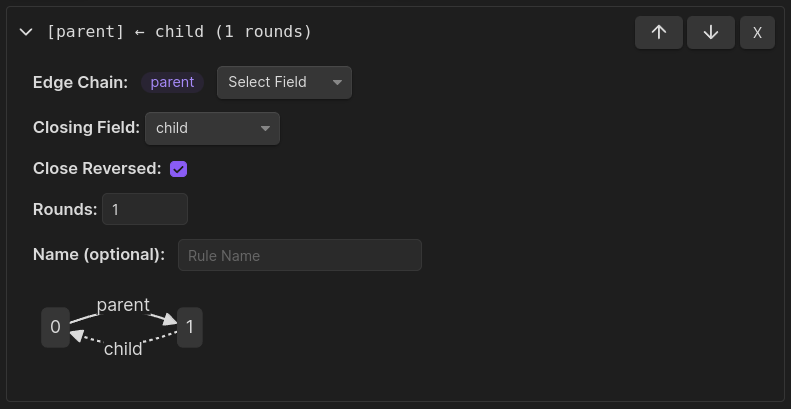 [parent] ← child (1 rounds)
X
Edge Chain: parent Select Field
Closing Field: child
Close Reversed:
Rounds: 1
Name (optional): Rule Name
parent
0 1
child